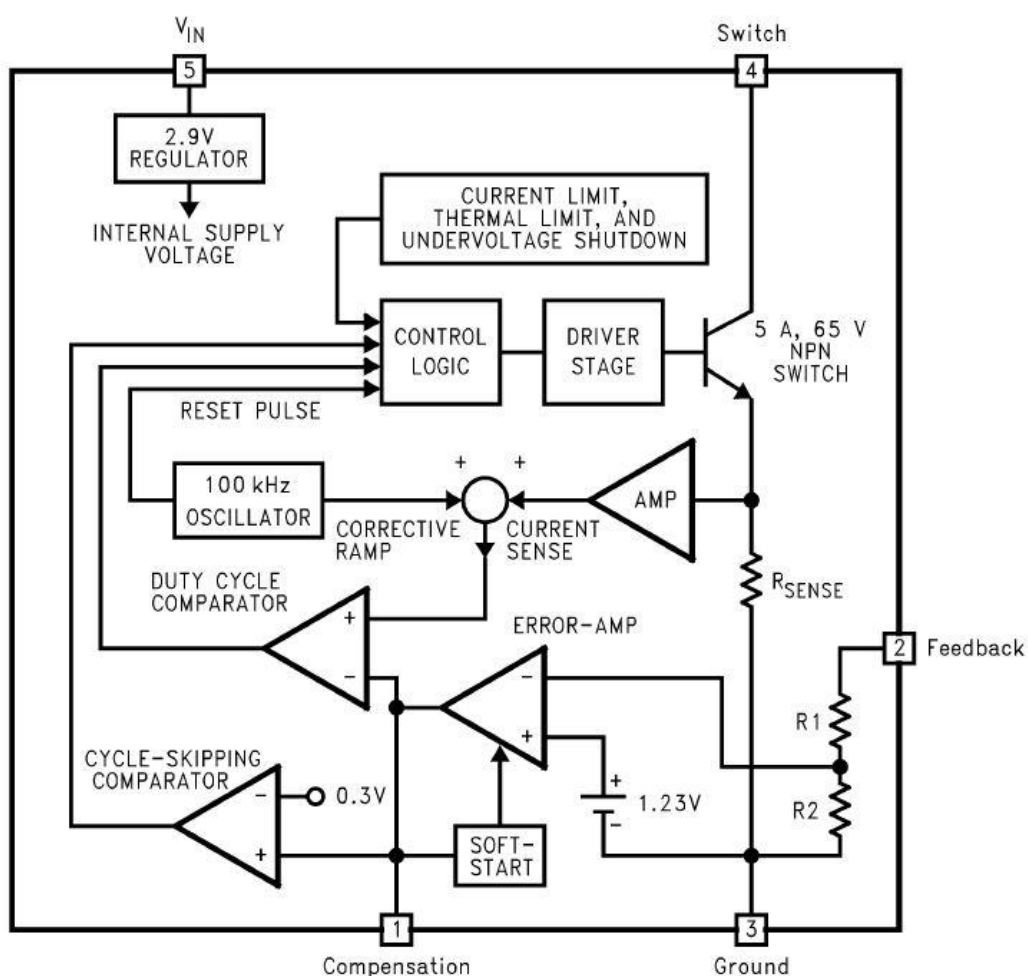 V_IN
Switch
5
4
2.9V
REGULATOR
CURRENT LIMIT,
THERMAL LIMIT, AND
UNDERVOLTAGE SHUTDOWN
INTERNAL SUPPLY
VOLTAGE
CONTROL
LOGIC
DRIVER
STAGE
5 A, 65 V
NPN
SWITCH
RESET PULSE
+
+
100 kHz
OSCILLATOR
AMP
CORRECTIVE
RAMP
CURRENT
SENSE
R_SENSE
DUTY CYCLE
COMPARATOR
+
-
ERROR-AMP
-
+
2
Feedback
R1
R2
CYCLE-SKIPPING
COMPARATOR
-
+
0.3V
+
-
1.23V
SOFT-
START
1
3
Compensation
Ground